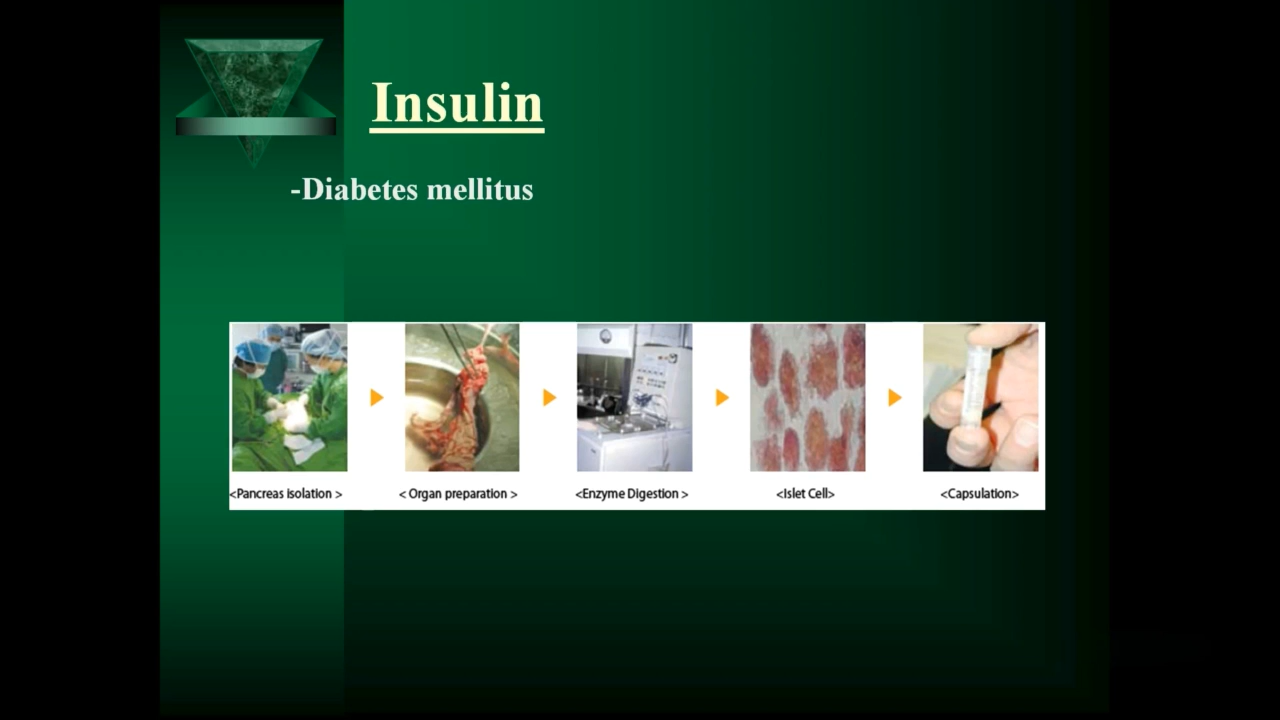 Insulin
-Diabetes mellitus
<Pancreas isolation >
< Organ preparation >
<Enzyme Digestion >
<Islet Cell>
<Capsulation>